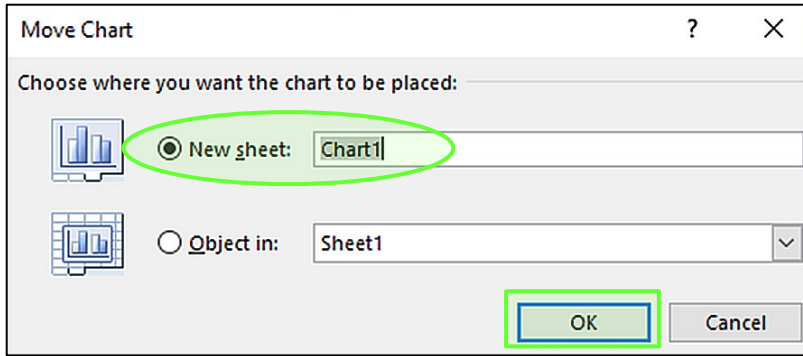 Move Chart ?
Choose where you want the chart to be placed:
New sheet: Chart1
Object in: Sheet1
OK Cancel